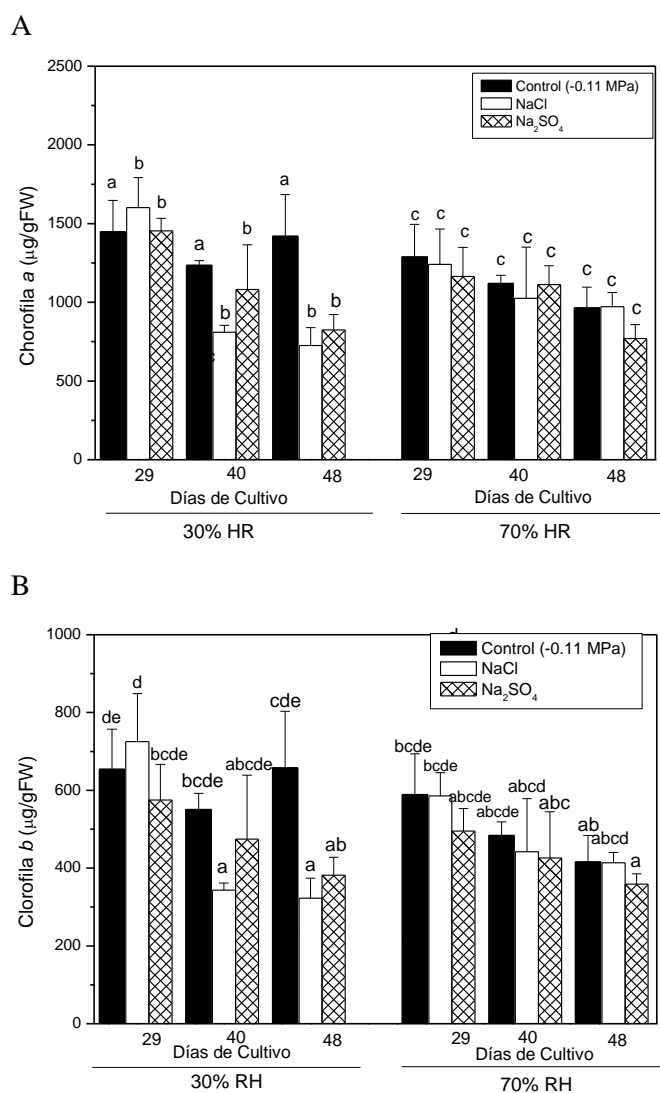 A
2500
2000
1500
1000
500
0
Chorofila a (µg/gFW)
Control (-0.11 MPa)
NaCl
Na₂SO₄
a b b a b b a b b c c c c c c c c c
c
29 40 48 29 40 48
Días de Cultivo Días de Cultivo
30% HR 70% HR
B
1000
800
600
400
200
0
Clorofila b (µg/gFW)
d
Control (-0.11 MPa)
NaCl
Na₂SO₄
de d bcde bcde a abcde cde a ab bcde bcde abcde abcde abcd abc ab abcd a
29 40 48 29 40 48
Días de Cultivo Días de Cultivo
30% RH 70% RH